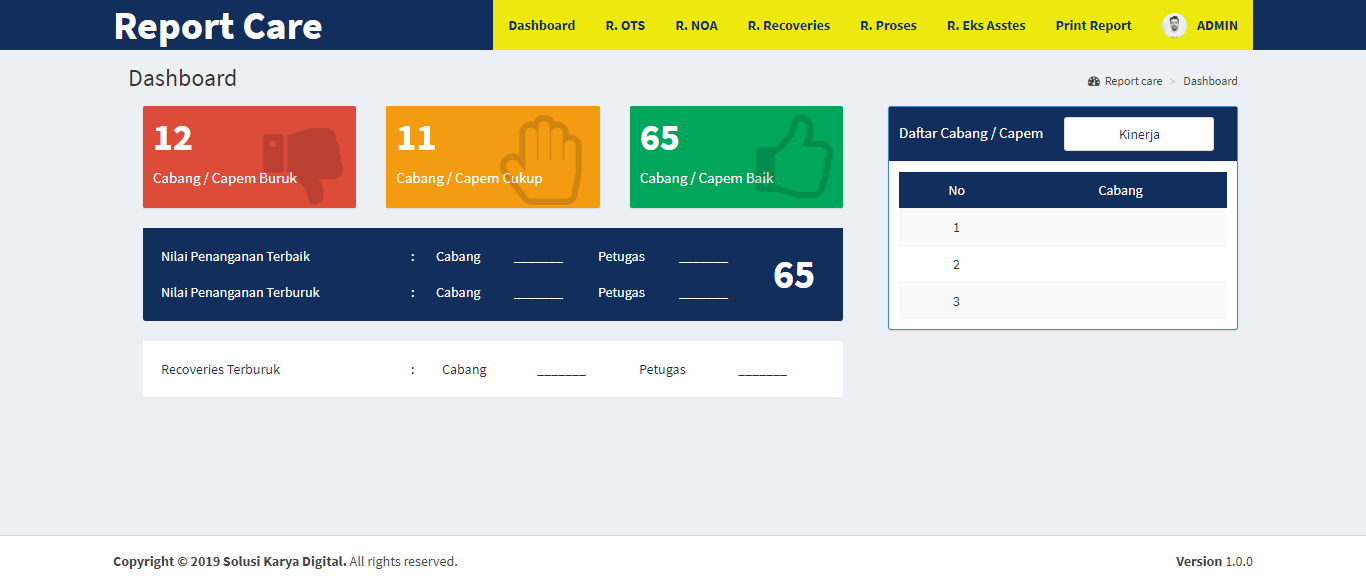 Report Care
Dashboard R. OTS R. NOA R. Recoveries R. Proses R. Eks Asstes Print Report ADMIN
Dashboard
Report care > Dashboard
12
Cabang / Capem Buruk
11
Cabang / Capem Cukup
65
Cabang / Capem Baik
Nilai Penanganan Terbaik : Cabang _______ Petugas _______
Nilai Penanganan Terburuk : Cabang _______ Petugas _______
65
Recoveries Terburuk : Cabang _______ Petugas _______
Daftar Cabang / Capem Kinerja
No Cabang
1
2
3
Copyright © 2019 Solusi Karya Digital. All rights reserved.
Version 1.0.0